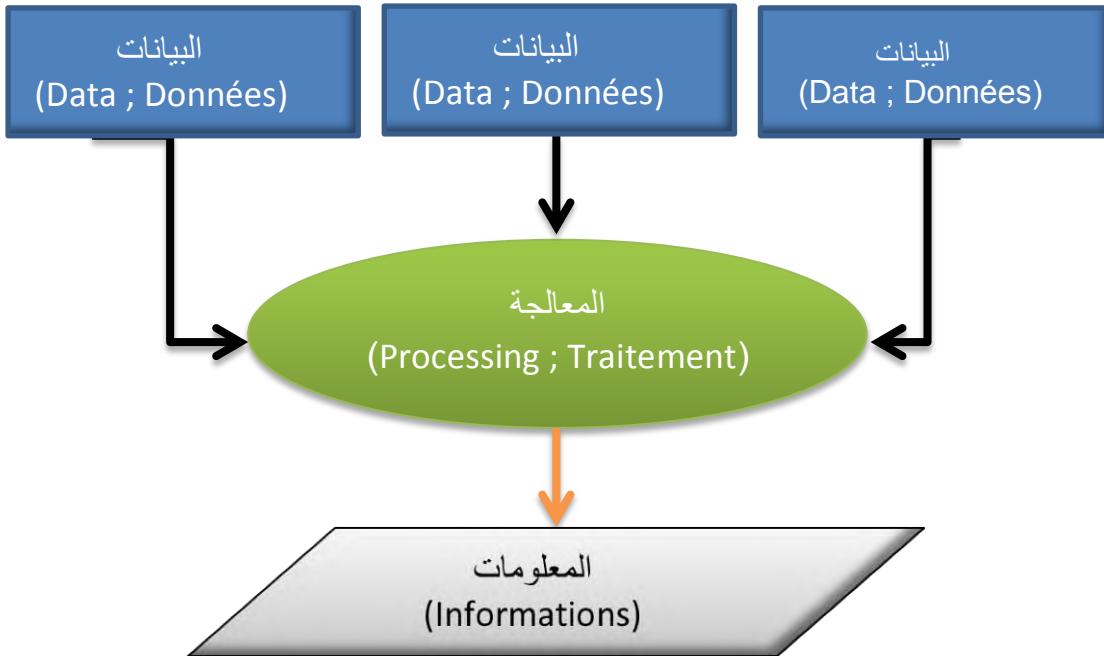 البيانات
(Data ; Données)
البيانات
(Data ; Données)
البيانات
(Data ; Données)
المعالجة
(Processing ; Traitement)
المعلومات
(Informations)